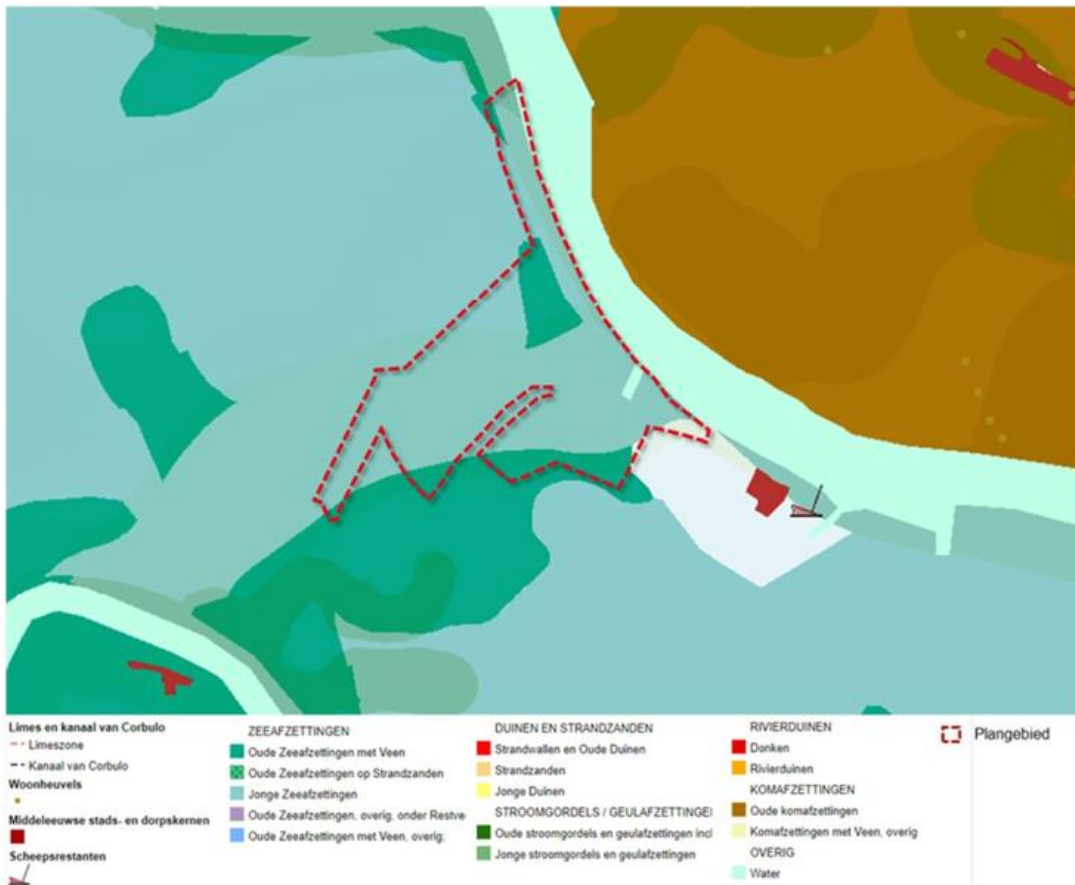 Limes en kanaal van Corbulo
Limeszone
Kanaal van Corbulo
Woonheuvels
Middeleeuwse stads- en dorpskernen
Scheepsrestanten
ZEEAFZETTINGEN
Oude Zeeafzettingen met Veen
Oude Zeeafzettingen op Strandzanden
Jonge Zeeafzettingen
Oude Zeeafzettingen, overig, onder Restve
Oude Zeeafzettingen met Veen, overig;
DUINEN EN STRANDZANDEN
Strandwallen en Oude Duinen
Strandzanden
Jonge Duinen
STROOMGORDELS / GEULAFZETTINGEI
Oude stroomgordels en geulafzettingen incl
Jonge stroomgordels en geulafzettingen
RIVIERDUINEN
Donken
Rivierduinen
KOMAFZETTINGEN
Oude komafzettingen
Komafzettingen met Veen, overig
OVERIG
Water
Plangebied